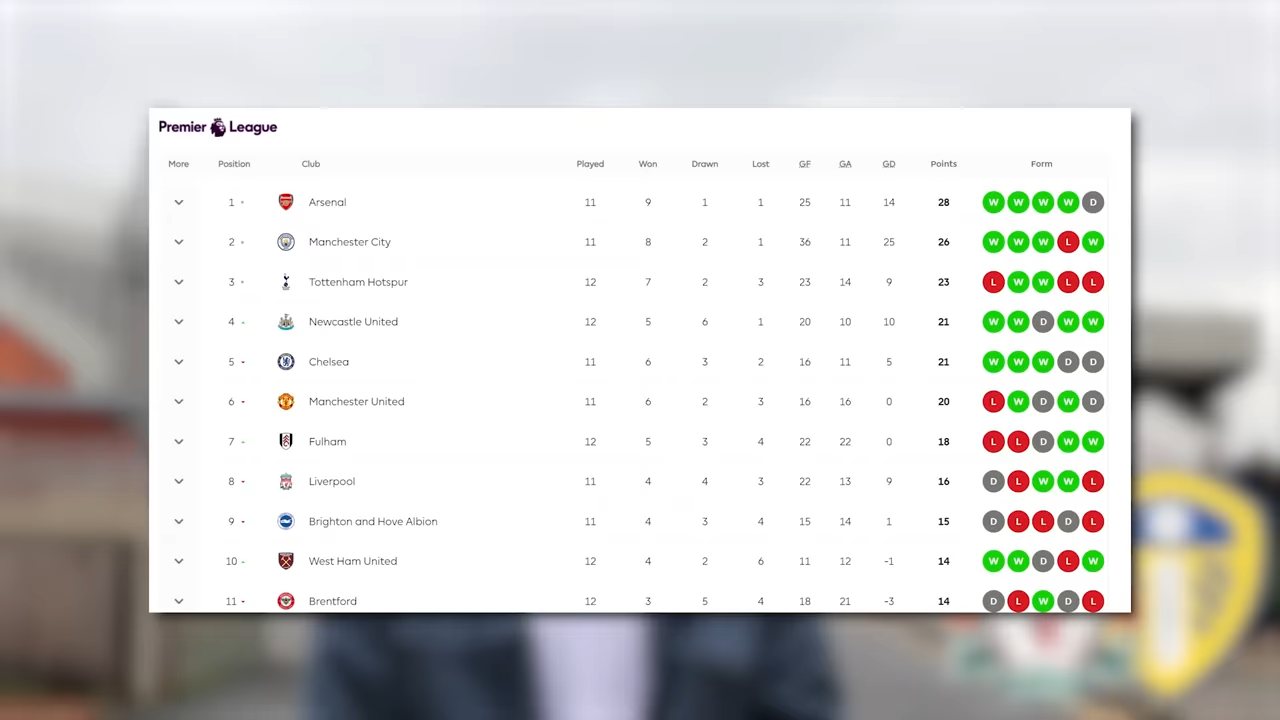 Premier League
More Position Club Played Won Drawn Lost GF GA GD Points Form
1 Arsenal 11 9 1 1 25 11 14 28 W W W W D
2 Manchester City 11 8 2 1 36 11 25 26 W W W L W
3 Tottenham Hotspur 12 7 2 3 23 14 9 23 L W W L L
4 Newcastle United 12 5 6 1 20 10 10 21 W W D W W
5 Chelsea 11 6 3 2 16 11 5 21 W W W D D
6 Manchester United 11 6 2 3 16 16 0 20 L W D W D
7 Fulham 12 5 3 4 22 22 0 18 L L D W W
8 Liverpool 11 4 4 3 22 13 9 16 D L W W L
9 Brighton and Hove Albion 11 4 3 4 15 14 1 15 D L L D L
10 West Ham United 12 4 2 6 11 12 -1 14 W W D L W
11 Brentford 12 3 5 4 18 21 -3 14 D L W D L